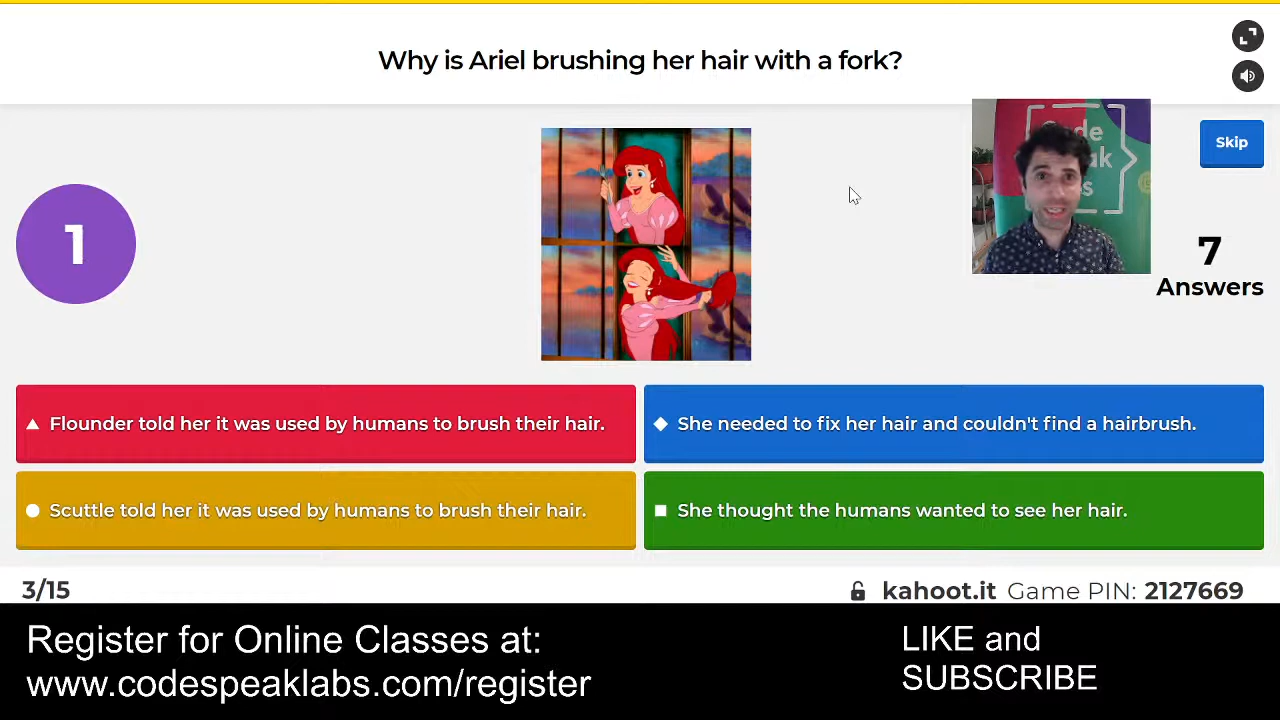 Why is Ariel brushing her hair with a fork?
Code
Speak
Labs
Skip
1
7
Answers
Flounder told her it was used by humans to brush their hair.
She needed to fix her hair and couldn't find a hairbrush.
Scuttle told her it was used by humans to brush their hair.
She thought the humans wanted to see her hair.
3/15
kahoot.it Game PIN: 2127669
Register for Online Classes at:
www.codespeaklabs.com/register
LIKE and
SUBSCRIBE